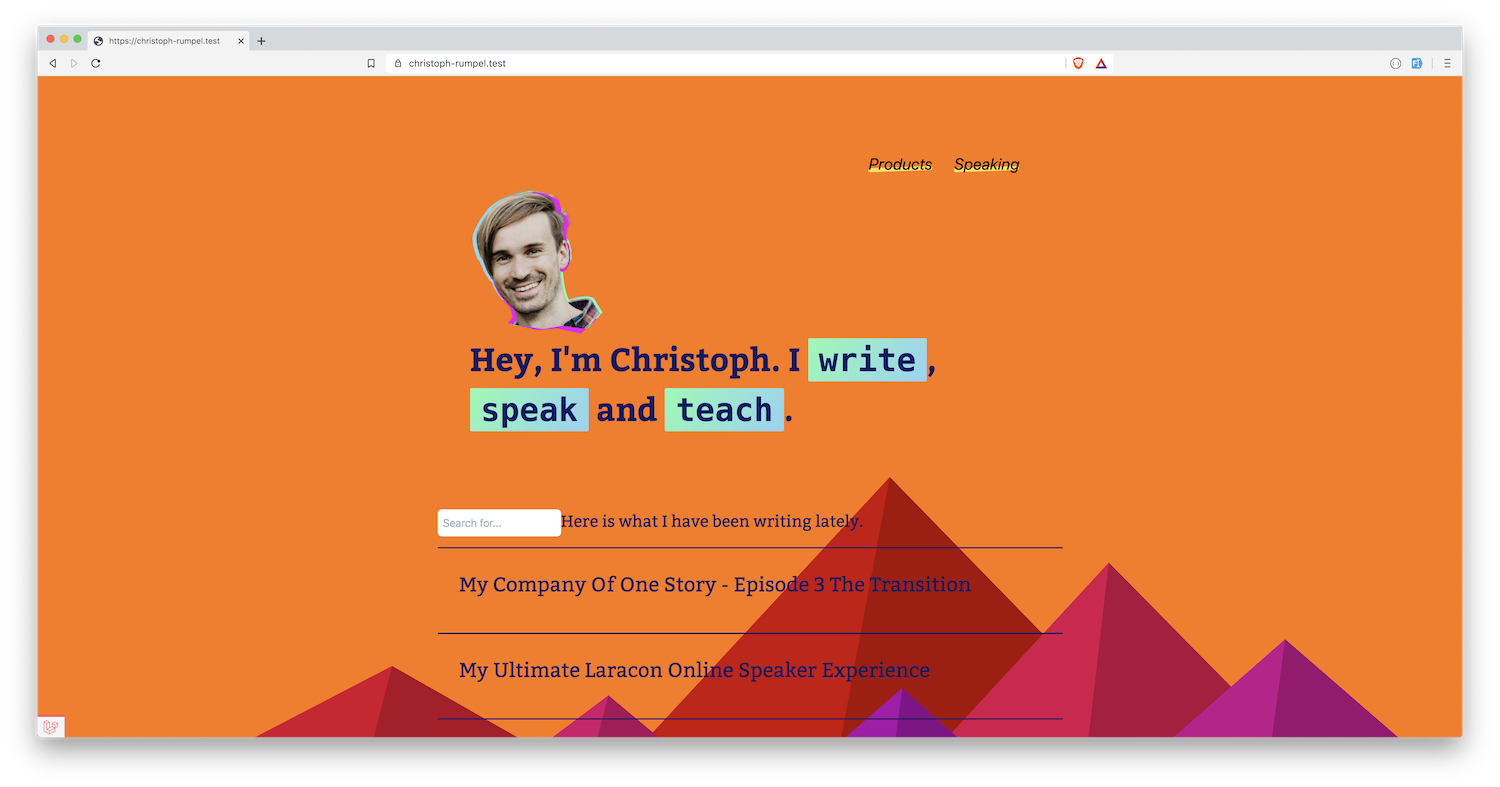 https://christoph-rumpel.test
christoph-rumpel.test
Products Speaking
Hey, I'm Christoph. I write,
speak and teach.
Search for... Here is what I have been writing lately.
My Company Of One Story - Episode 3 The Transition
My Ultimate Laracon Online Speaker Experience